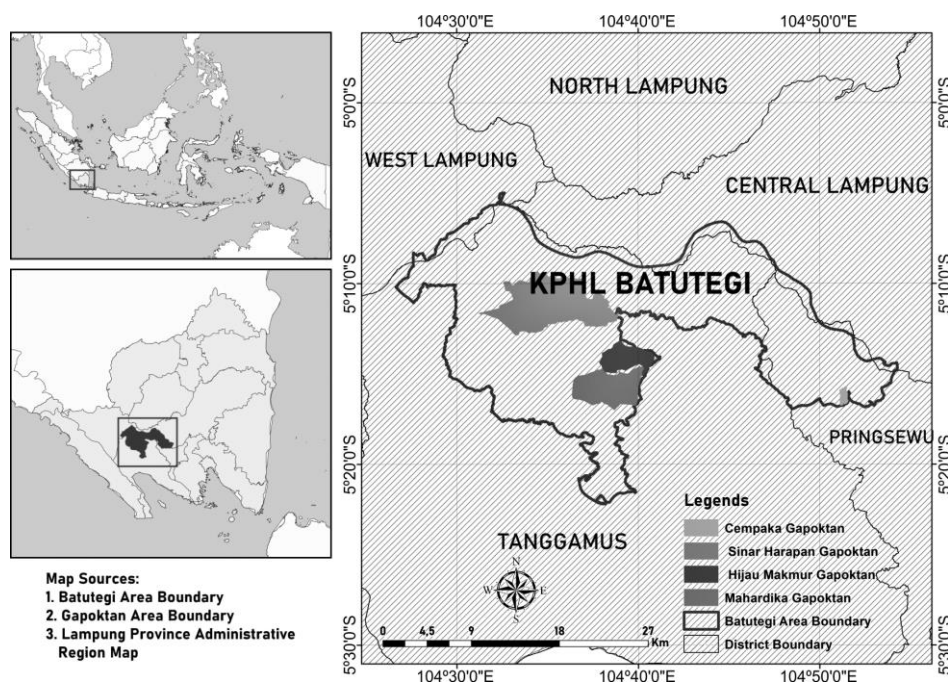 104°30'0"E 104°40'0"E 104°50'0"E
NORTH LAMPUNG
5°0'0"S 5°0'0"S
WEST LAMPUNG
CENTRAL LAMPUNG
KPHL BATUTEGI
5°10'0"S 5°10'0"S
PRINGSEWU
5°20'0"S 5°20'0"S
TANGGAMUS
N
W E
S
0 4,5 9 18 27
Km
5°30'0"S 5°30'0"S
104°30'0"E 104°40'0"E 104°50'0"E
Legends
Cempaka Gapoktan
Sinar Harapan Gapoktan
Hijau Makmur Gapoktan
Mahardika Gapoktan
Batutegi Area Boundary
District Boundary
Map Sources:
1. Batutegi Area Boundary
2. Gapoktan Area Boundary
3. Lampung Province Administrative
Region Map